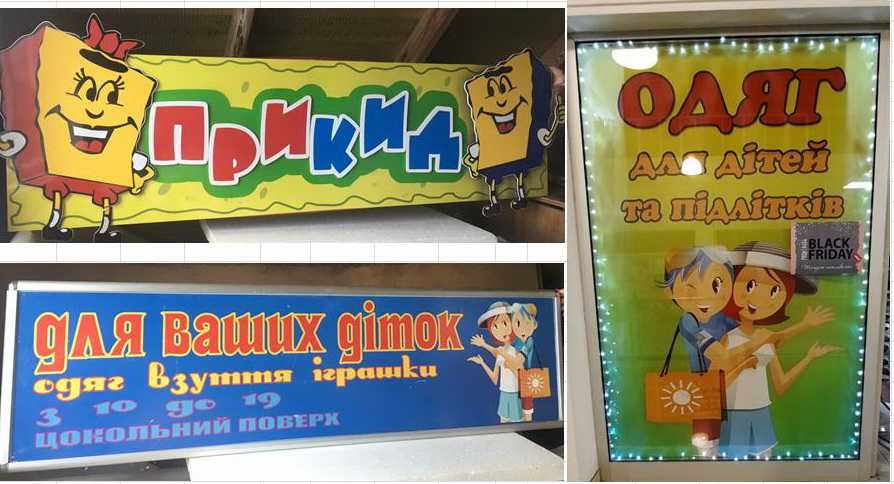 ПРИКИД
для ваших діток
одяг взуття іграшки
з 10 до 19
цокольний поверх
ОДЯГ
для дітей
та підлітків
BLACK
FRIDAY